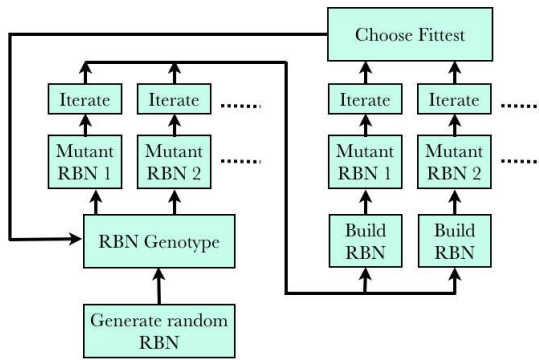 Choose Fittest
Iterate
Iterate
Iterate
Iterate
Mutant
RBN 1
Mutant
RBN 2
Mutant
RBN 1
Mutant
RBN 2
RBN Genotype
Build
RBN
Build
RBN
Generate random
RBN